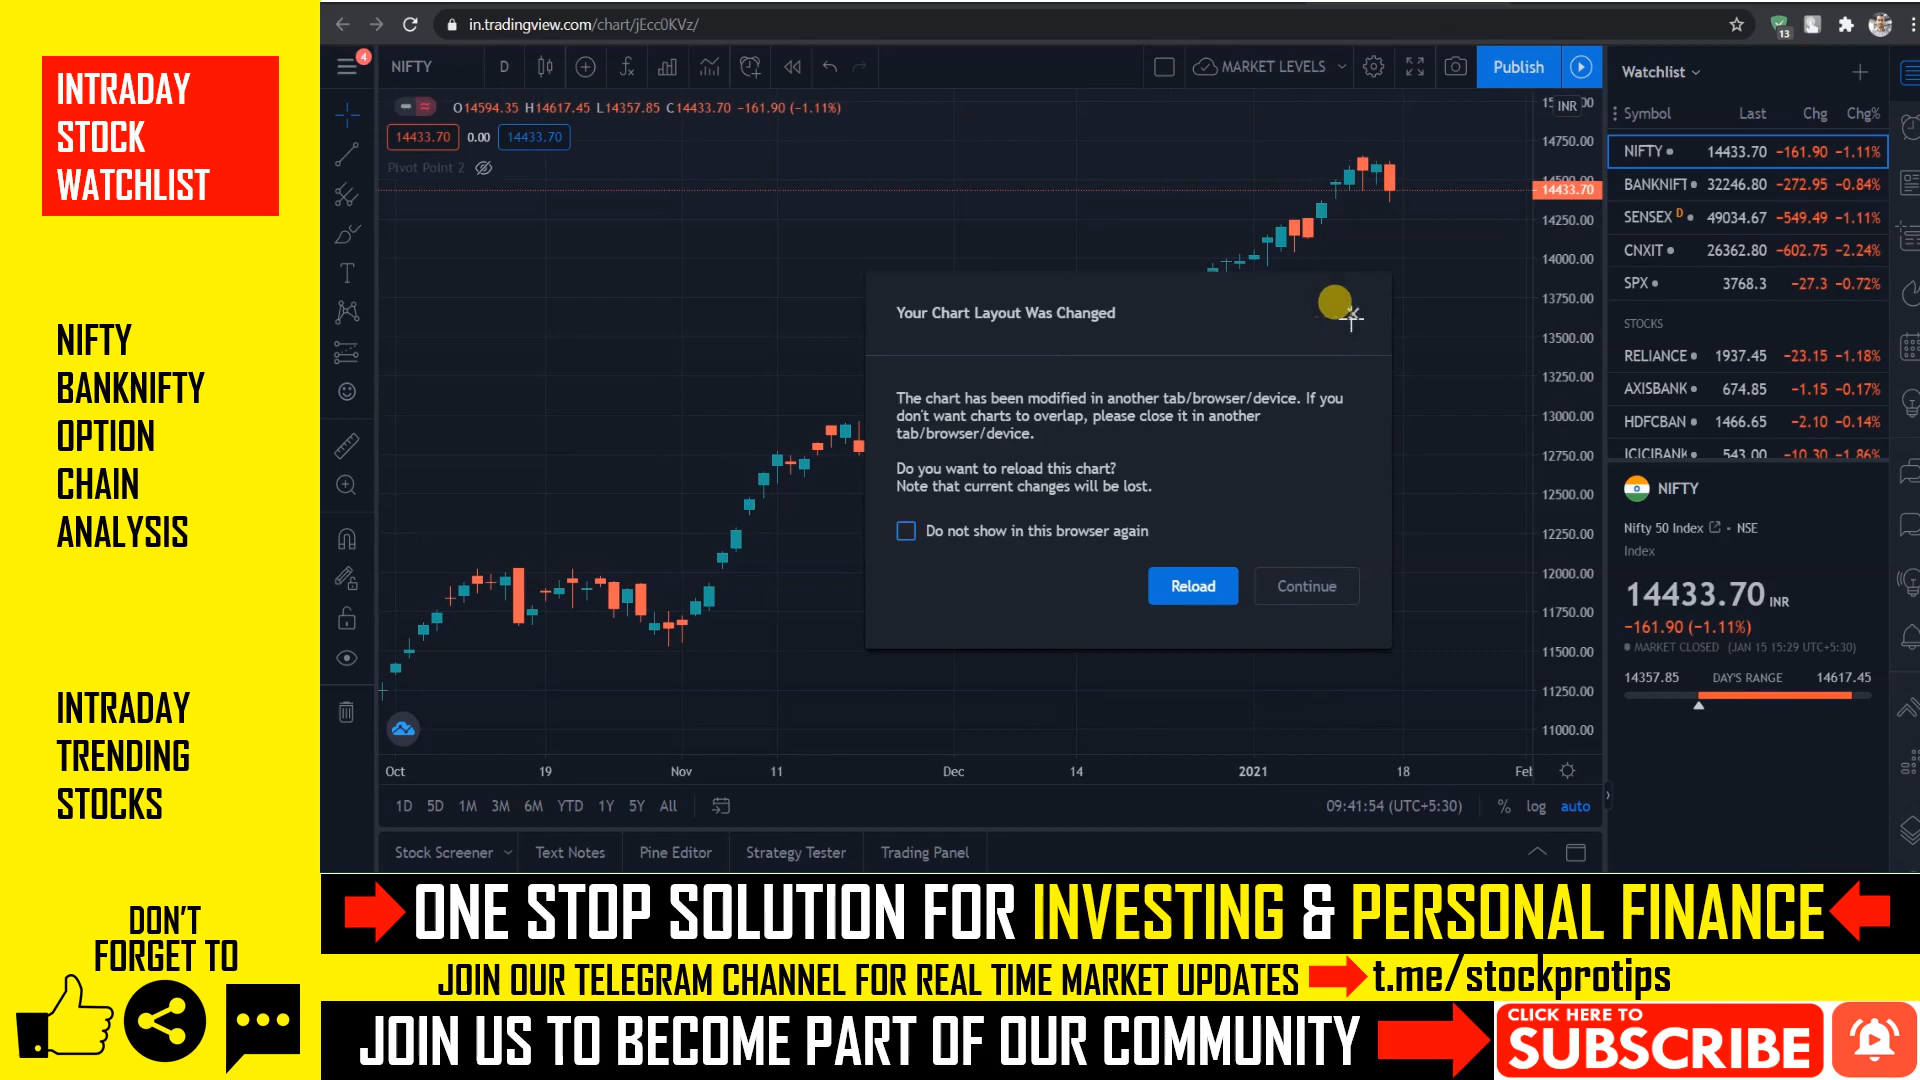 INTRADAY
STOCK
WATCHLIST
NIFTY
BANKNIFTY
OPTION
CHAIN
ANALYSIS
INTRADAY
TRENDING
STOCKS
DON'T
FORGET TO
in.tradingview.com/chart/jEcc0KVz/
13
4
NIFTY
D
MARKET LEVELS
Publish
O14594.35 H14617.45 L14357.85 C14433.70 −161.90 (−1.11%)
14433.70 0.00 14433.70
Pivot Point 2
INR
14750.00
14433.70
14250.00
14000.00
13750.00
13500.00
13250.00
13000.00
12750.00
12500.00
12250.00
12000.00
11750.00
11500.00
11250.00
11000.00
Your Chart Layout Was Changed
The chart has been modified in another tab/browser/device. If you
don't want charts to overlap, please close it in another
tab/browser/device.
Do you want to reload this chart?
Note that current changes will be lost.
Do not show in this browser again
Reload Continue
Oct 19 Nov 11 Dec 14 2021 18 Feb
1D 5D 1M 3M 6M YTD 1Y 5Y All
09:41:54 (UTC+5:30) % log auto
Stock Screener Text Notes Pine Editor Strategy Tester Trading Panel
Watchlist
Symbol Last Chg Chg%
NIFTY 14433.70 −161.90 −1.11%
BANKNIFT 32246.80 −272.95 −0.84%
SENSEX D 49034.67 −549.49 −1.11%
CNXIT 26362.80 −602.75 −2.24%
SPX 3768.3 −27.3 −0.72%
STOCKS
RELIANCE 1937.45 −23.15 −1.18%
AXISBANK 674.85 −1.15 −0.17%
HDFCBAN 1466.65 −2.10 −0.14%
ICICIBANK 543.00 −10.30 −1.86%
NIFTY
Nifty 50 Index NSE
Index
14433.70 INR
−161.90 (−1.11%)
MARKET CLOSED (JAN 15 15:29 UTC+5:30)
14357.85 DAY'S RANGE 14617.45
ONE STOP SOLUTION FOR INVESTING & PERSONAL FINANCE
JOIN OUR TELEGRAM CHANNEL FOR REAL TIME MARKET UPDATES t.me/stockprotips
JOIN US TO BECOME PART OF OUR COMMUNITY
CLICK HERE TO
SUBSCRIBE